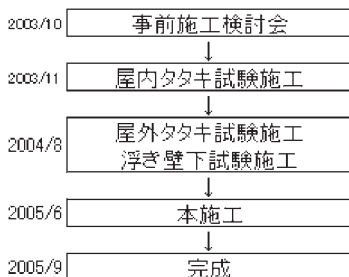 2003/10 事前施工検討会
↓
2003/11 屋内タタキ試験施工
↓
2004/8 屋外タタキ試験施工
浮き壁下試験施工
↓
2005/6 本施工
↓
2005/9 完成